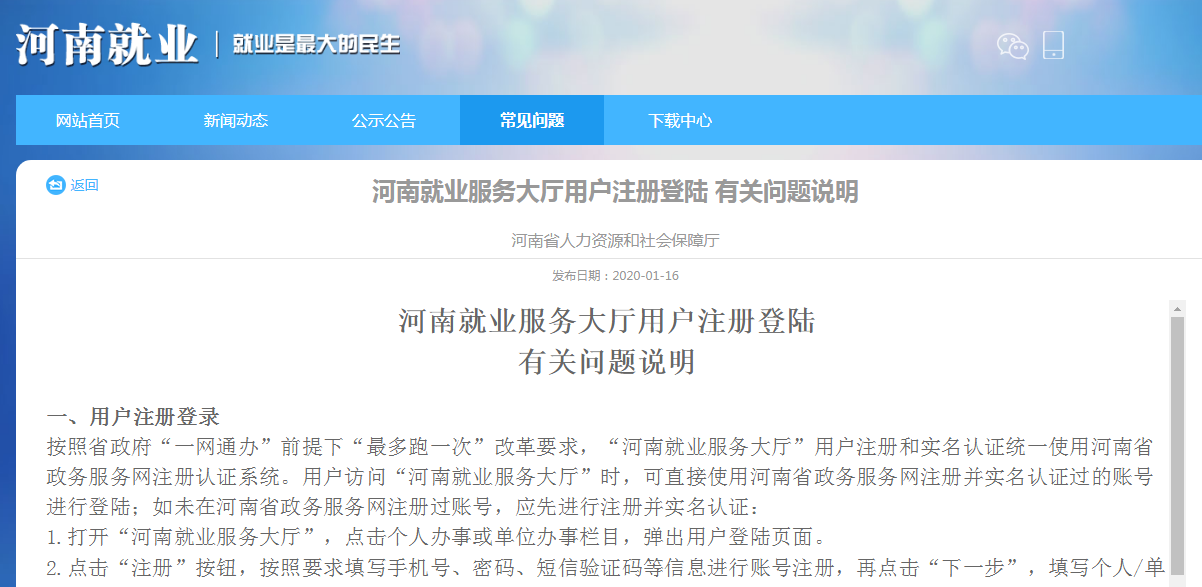 河南就业 | 就业是最大的民生
网站首页 新闻动态 公示公告 常见问题 下载中心
返回
河南就业服务大厅用户注册登陆 有关问题说明
河南省人力资源和社会保障厅
发布日期：2020-01-16
河南就业服务大厅用户注册登陆
有关问题说明
一、用户注册登录
按照省政府“一网通办”前提下“最多跑一次”改革要求，“河南就业服务大厅”用户注册和实名认证统一使用河南省
政务服务网注册认证系统。用户访问“河南就业服务大厅”时，可直接使用河南省政务服务网注册并实名认证过的账号
进行登陆；如未在河南省政务服务网注册过账号，应先进行注册并实名认证：
1.打开“河南就业服务大厅”，点击个人办事或单位办事栏目，弹出用户登陆页面。
2.点击“注册”按钮，按照要求填写手机号、密码、短信验证码等信息进行账号注册，再点击“下一步”，填写个人/单